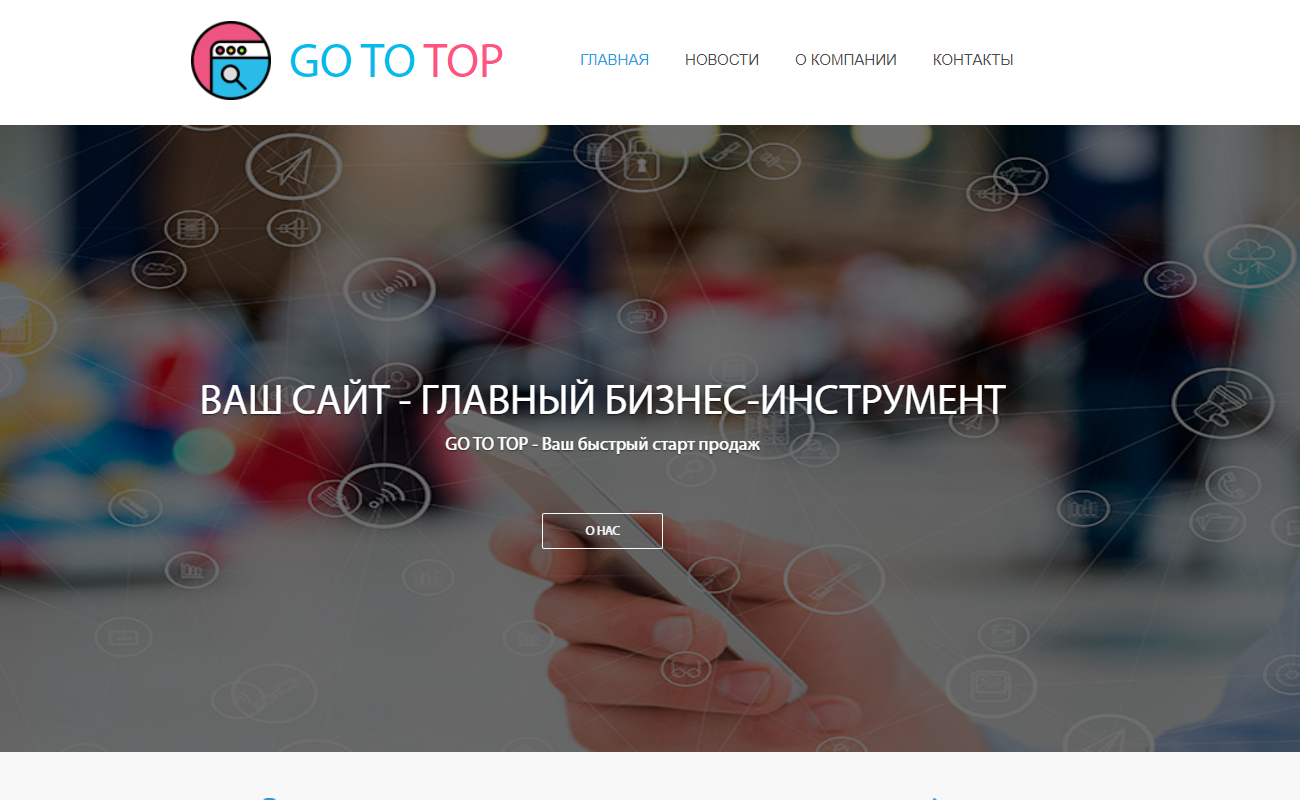 GO TO TOP
ГЛАВНАЯ НОВОСТИ О КОМПАНИИ КОНТАКТЫ
ВАШ САЙТ - ГЛАВНЫЙ БИЗНЕС-ИНСТРУМЕНТ
GO TO TOP - Ваш быстрый старт продаж
О НАС